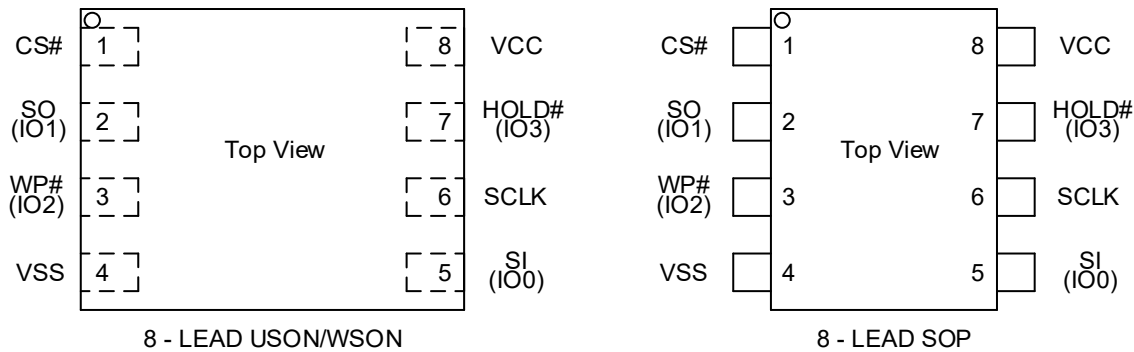 CS# 1 8 VCC
SO (IO1) 2 7 HOLD# (IO3)
Top View
WP# (IO2) 3 6 SCLK
VSS 4 5 SI (IO0)
8 - LEAD USON/WSON
CS# 1 8 VCC
SO (IO1) 2 7 HOLD# (IO3)
Top View
WP# (IO2) 3 6 SCLK
VSS 4 5 SI (IO0)
8 - LEAD SOP